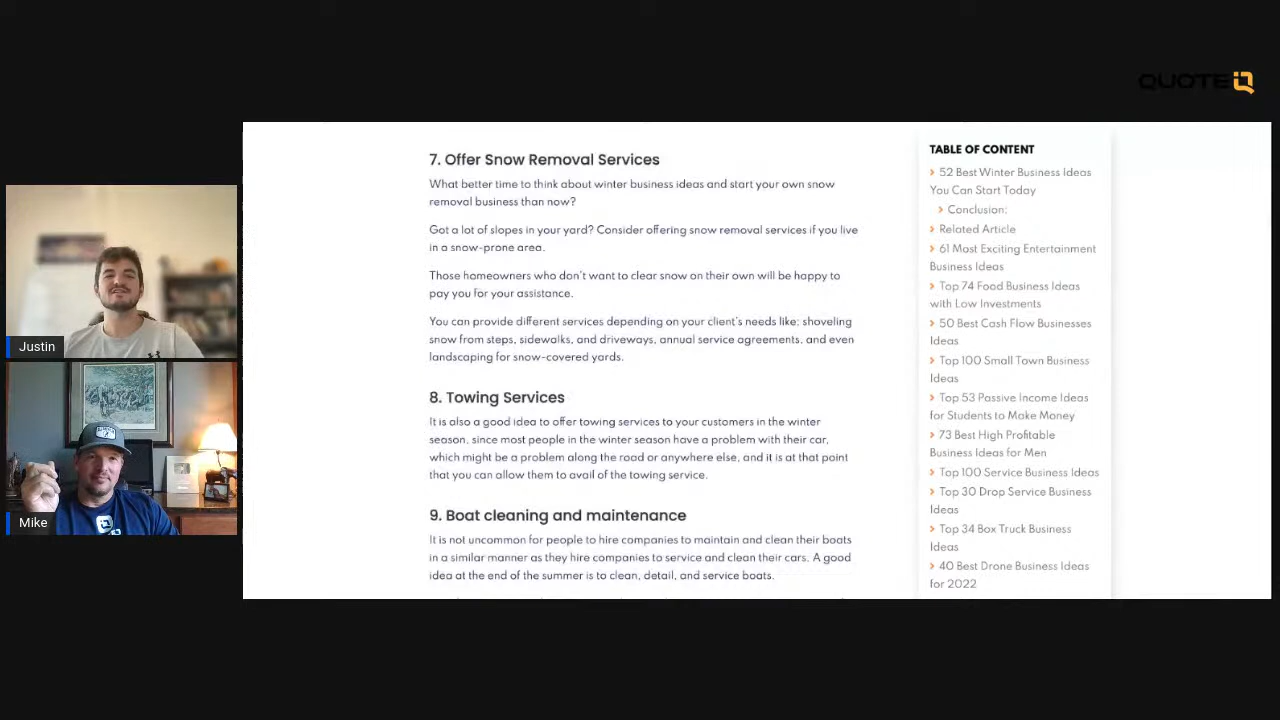 QUOTE IQ
Justin
Mike
7. Offer Snow Removal Services
What better time to think about winter business ideas and start your own snow
removal business than now?
Got a lot of slopes in your yard? Consider offering snow removal services if you live
in a snow-prone area.
Those homeowners who don't want to clear snow on their own will be happy to
pay you for your assistance.
You can provide different services depending on your client's needs like: shoveling
snow from steps, sidewalks, and driveways, annual service agreements, and even
landscaping for snow-covered yards.
8. Towing Services
It is also a good idea to offer towing services to your customers in the winter
season, since most people in the winter season have a problem with their car,
which might be a problem along the road or anywhere else, and it is at that point
that you can allow them to avail of the towing service.
9. Boat cleaning and maintenance
It is not uncommon for people to hire companies to maintain and clean their boats
in a similar manner as they hire companies to service and clean their cars. A good
idea at the end of the summer is to clean, detail, and service boats.
TABLE OF CONTENT
52 Best Winter Business Ideas
You Can Start Today
Conclusion:
Related Article
61 Most Exciting Entertainment
Business Ideas
Top 74 Food Business Ideas
with Low Investments
50 Best Cash Flow Businesses
Ideas
Top 100 Small Town Business
Ideas
Top 53 Passive Income Ideas
for Students to Make Money
73 Best High Profitable
Business Ideas for Men
Top 100 Service Business Ideas
Top 30 Drop Service Business
Ideas
Top 34 Box Truck Business
Ideas
40 Best Drone Business Ideas
for 2022